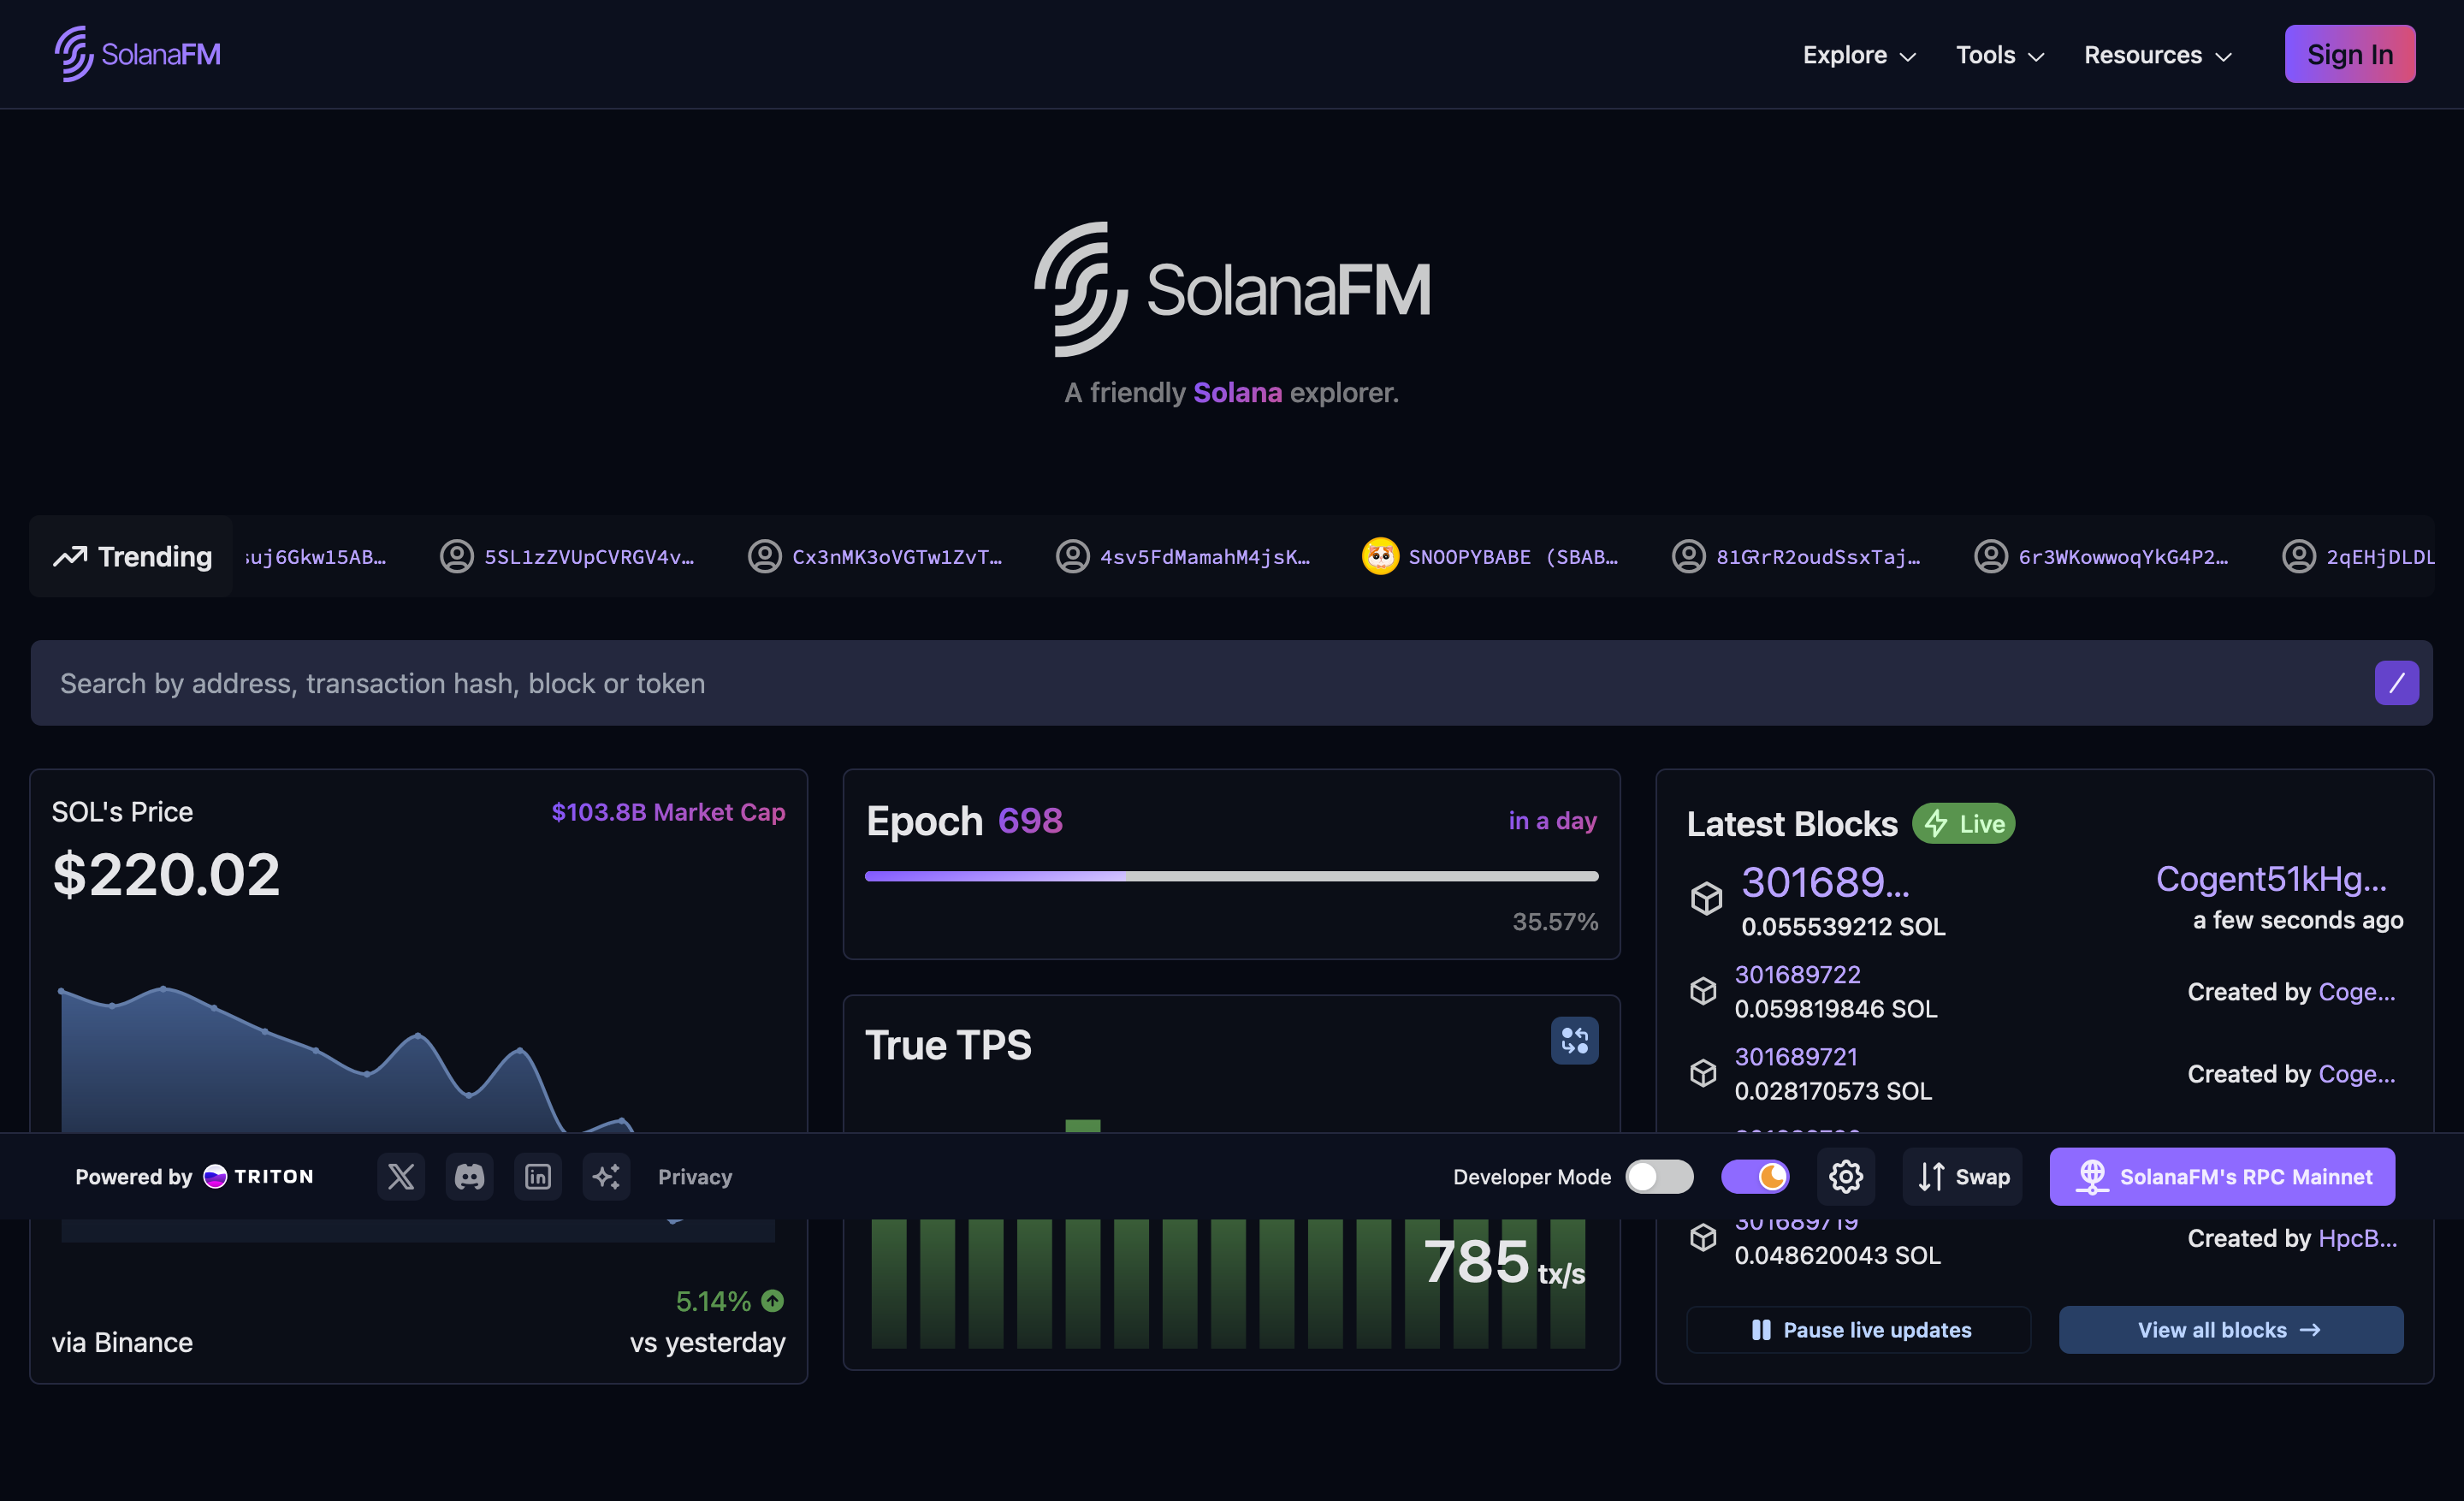 SolanaFM
Explore
Tools
Resources
Sign In
SolanaFM
A friendly Solana explorer.
Trending
uj6Gkw15AB…
5SL1zZVUpCVRGV4v…
Cx3nMK3oVGTw1ZvT…
4sv5FdMamahM4jsK…
SNOOPYBABE (SBAB…
6r3WKowwoqYkG4P2…
2qEHjDLDL
Search by address, transaction hash, block or token
/
SOL's Price
$103.8B Market Cap
$220.02
Epoch 698
in a day
35.57%
True TPS
Latest Blocks
Live
301689...
Cogent51kHg...
0.055539212 SOL
a few seconds ago
301689722
0.059819846 SOL
Created by Coge...
301689721
0.028170573 SOL
Created by Coge...
Powered by TRITON
Privacy
Developer Mode
Swap
SolanaFM's RPC Mainnet
301689719
0.048620043 SOL
Created by HpcB...
785 tx/s
5.14%
via Binance
vs yesterday
Pause live updates
View all blocks